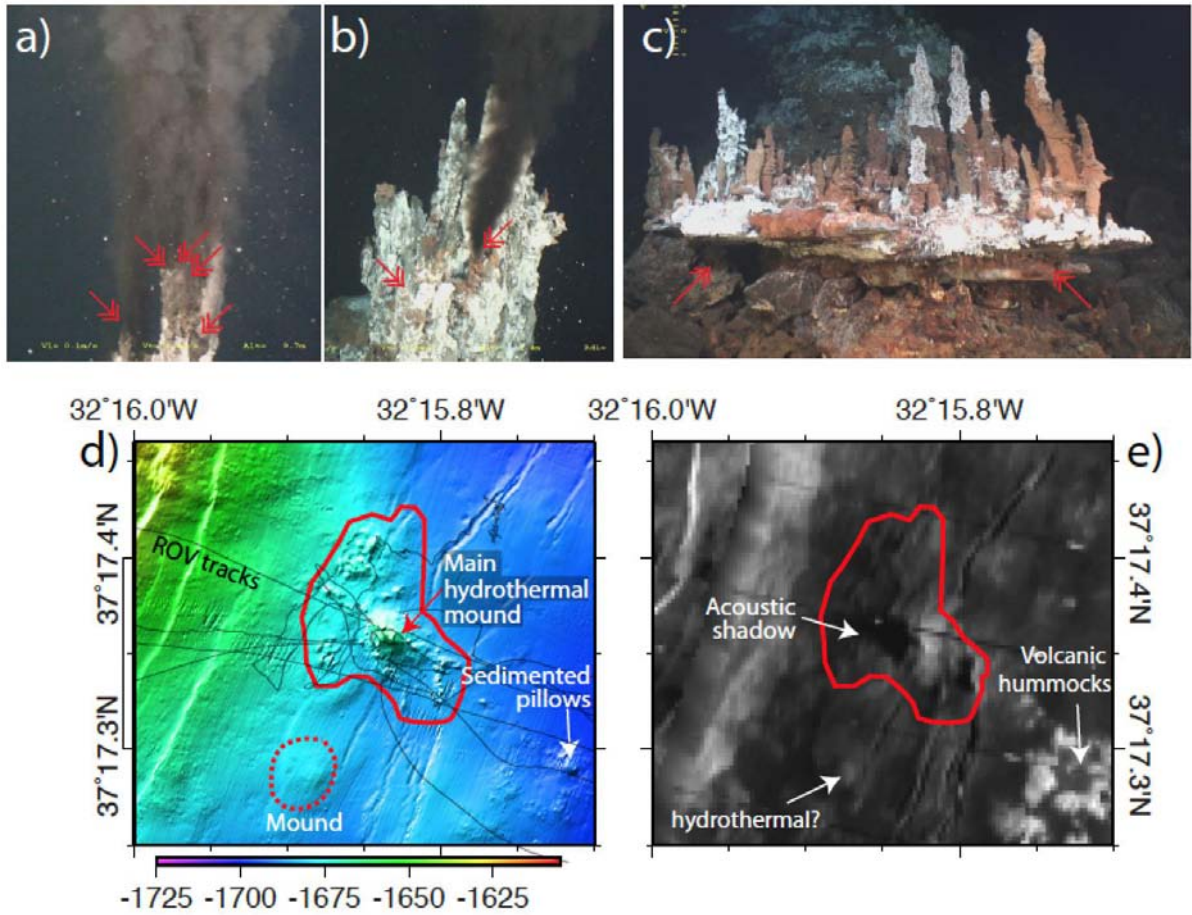 a)
b)
c)
32°16.0'W
32°15.8'W
32°16.0'W
32°15.8'W
d)
37°17.4'N
37°17.3'N
ROV tracks
Main
hydrothermal
mound
Sedimented
pillows
Mound
-1725
-1700
-1675
-1650
-1625
e)
Acoustic
shadow
Volcanic
hummocks
hydrothermal?
37°17.4'N
37°17.3'N